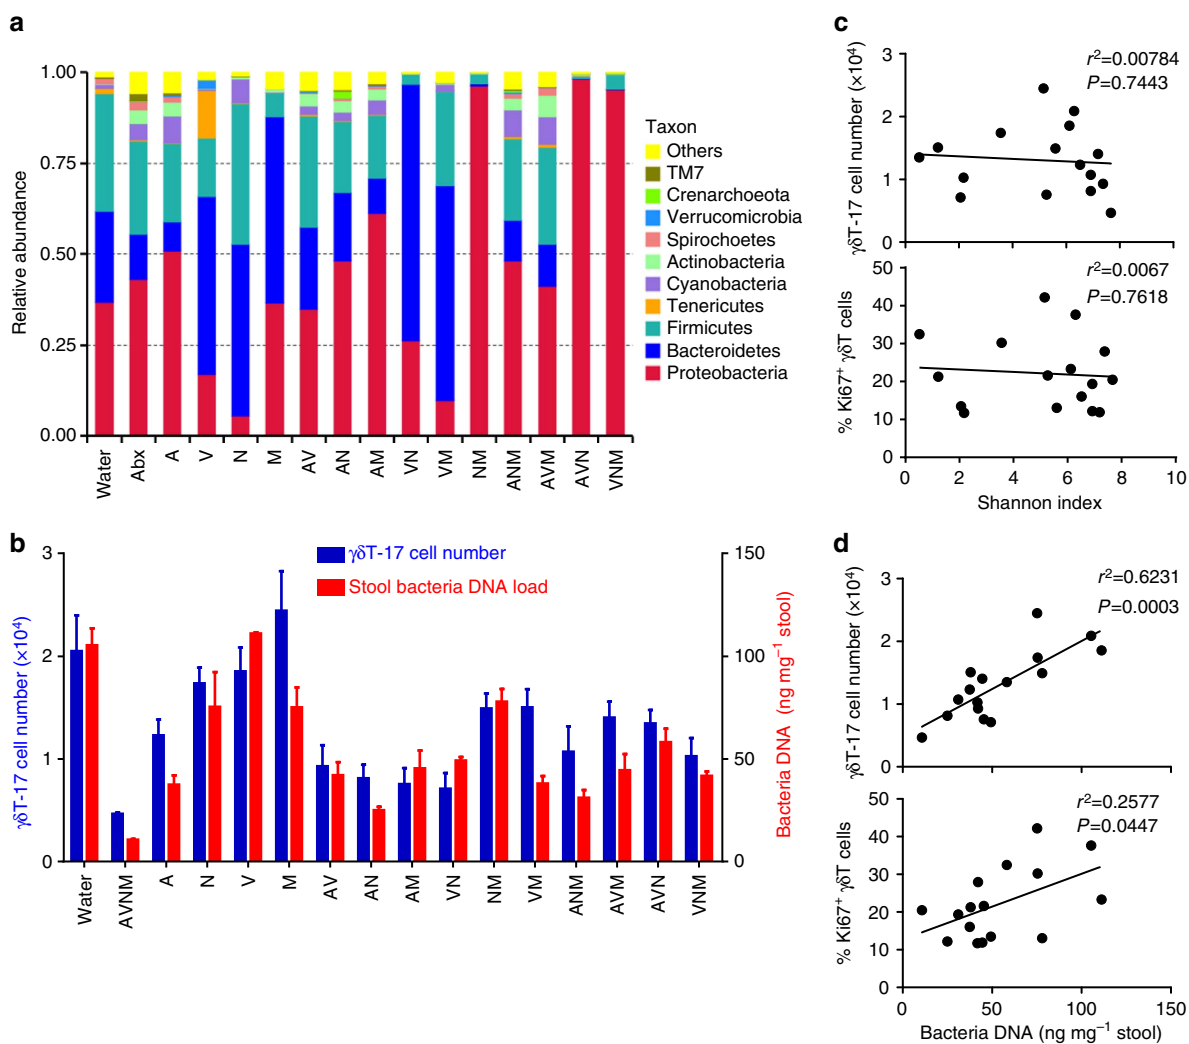 a
Relative abundance
1.00
0.75
0.50
0.25
0.00
Water
Abx
A
V
N
M
AV
AN
AM
VN
VM
NM
ANM
AVM
AVN
VNM
Taxon
Others
TM7
Crenarchoeota
Verrucomicrobia
Spirochoetes
Actinobacteria
Cyanobacteria
Tenericutes
Firmicutes
Bacteroidetes
Proteobacteria
c
γδT-17 cell number (×10⁴)
3
2
1
0
r²=0.00784
P=0.7443
% Ki67⁺ γδT cells
50
40
30
20
10
0
r²=0.0067
P=0.7618
0
2
4
6
8
10
Shannon index
b
γδT-17 cell number (×10⁴)
3
2
1
0
γδT-17 cell number
Stool bacteria DNA load
150
100
50
0
Bacteria DNA (ng mg⁻¹ stool)
Water
AVNM
A
N
V
M
AV
AN
AM
VN
NM
VM
ANM
AVM
AVN
VNM
d
γδT-17 cell number (×10⁴)
3
2
1
0
r²=0.6231
P=0.0003
% Ki67⁺ γδT cells
50
40
30
20
10
0
r²=0.2577
P=0.0447
0
50
100
150
Bacteria DNA (ng mg⁻¹ stool)